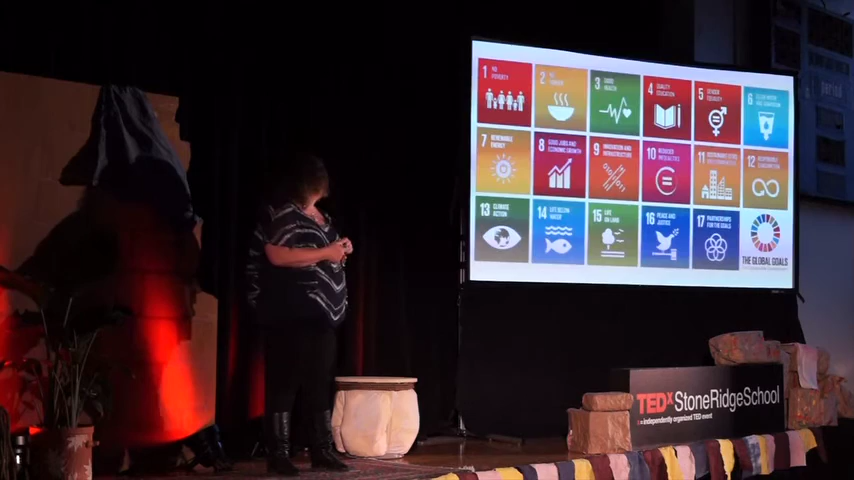 1 NO
POVERTY
2 NO
HUNGER
3 GOOD
HEALTH
4 QUALITY
EDUCATION
5 GENDER
EQUALITY
6 CLEAN WATER
AND SANITATION
7 RENEWABLE
ENERGY
8 GOOD JOBS AND
ECONOMIC GROWTH
9 INNOVATION AND
INFRASTRUCTURE
10 REDUCED
INEQUALITIES
11 SUSTAINABLE CITIES
AND COMMUNITIES
12 RESPONSIBLE
CONSUMPTION
13 CLIMATE
ACTION
14 LIFE BELOW
WATER
15 LIFE
ON LAND
16 PEACE AND
JUSTICE
17 PARTNERSHIPS
FOR THE GOALS
THE GLOBAL GOALS
TEDxStoneRidgeSchool
x = independently organized TED event